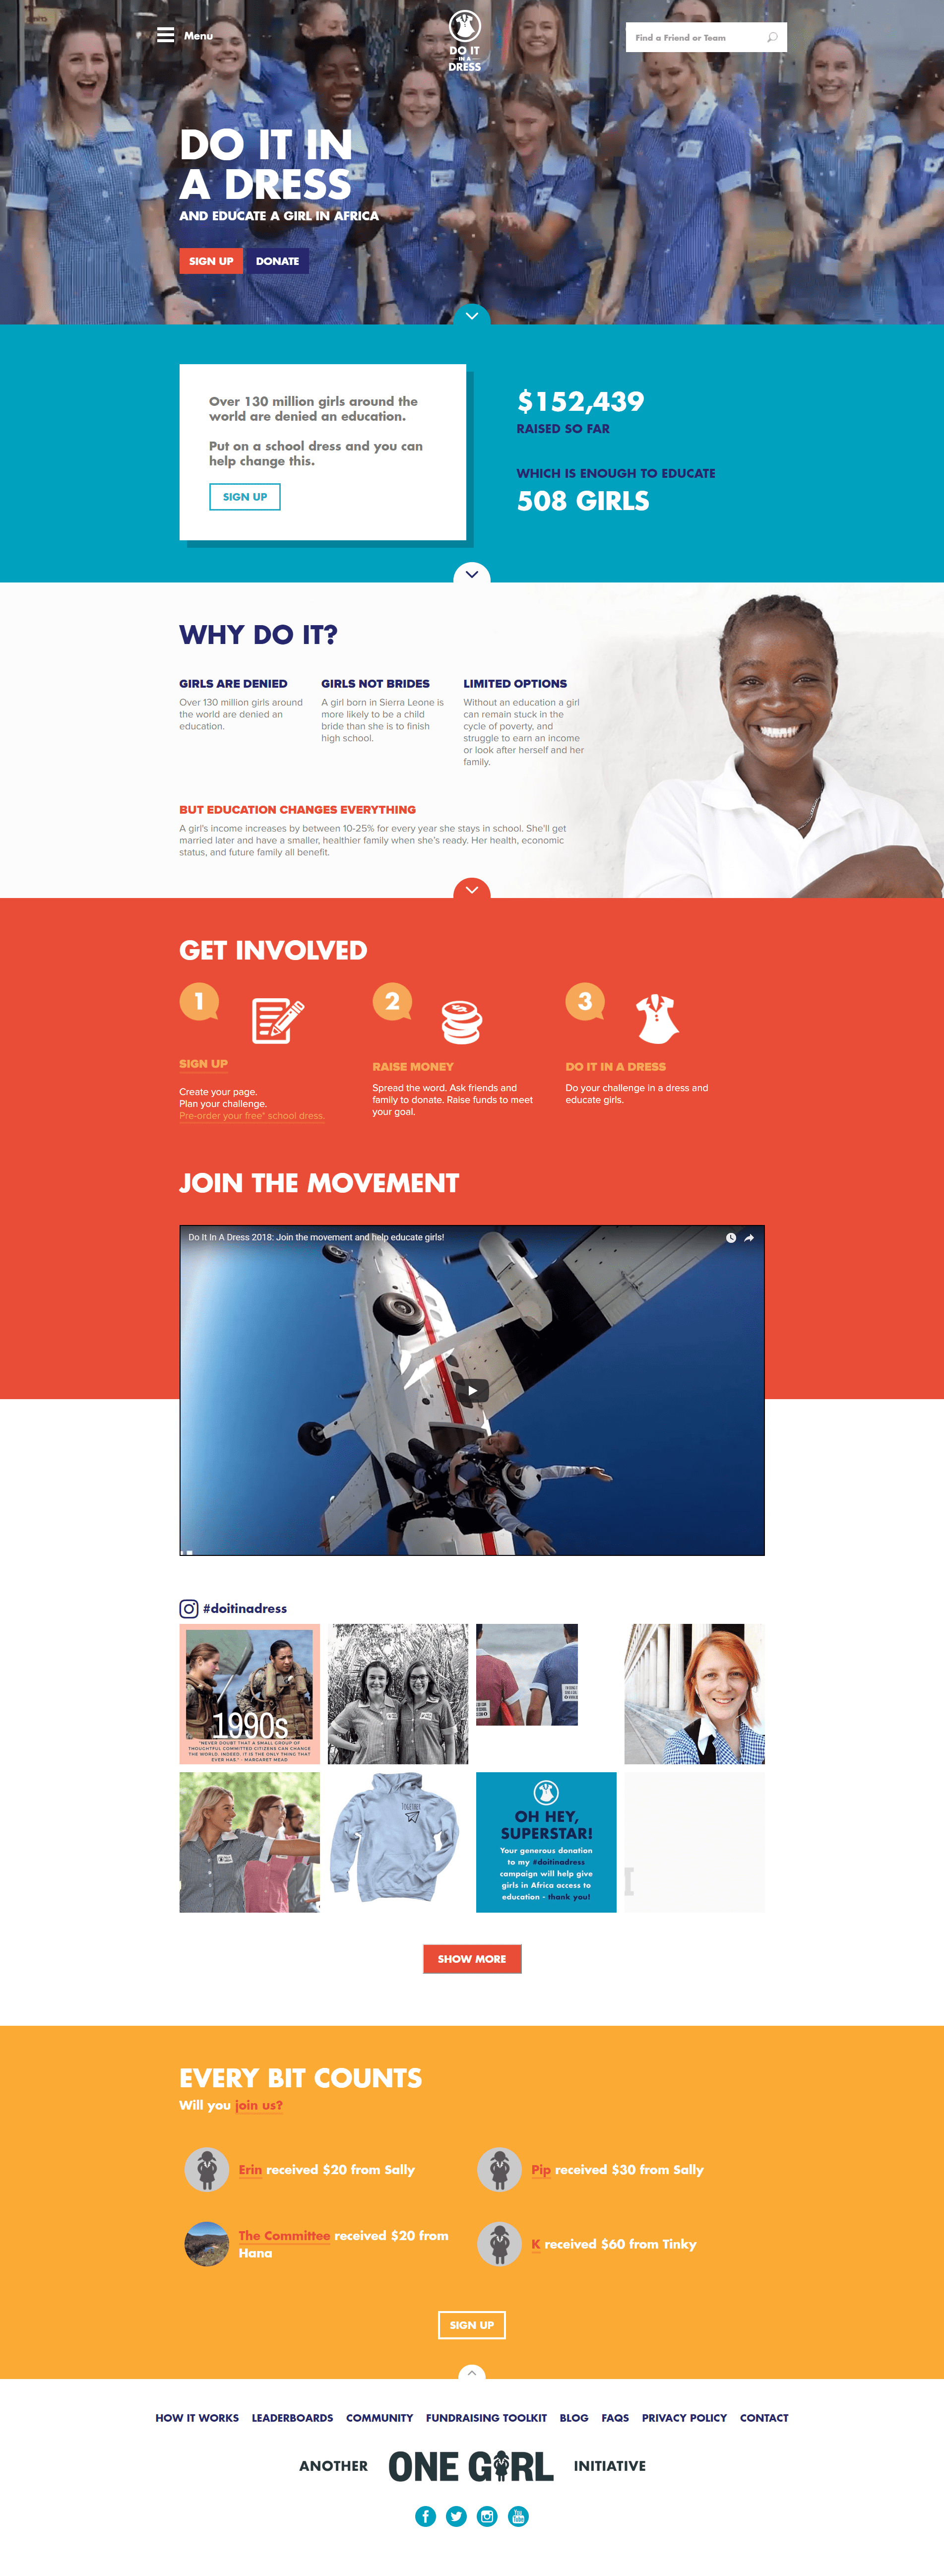 Menu
DO IT
IN A
DRESS
Find a Friend or Team
DO IT IN
A DRESS
AND EDUCATE A GIRL IN AFRICA
SIGN UP
DONATE
Over 130 million girls around the
world are denied an education.
Put on a school dress and you can
help change this.
SIGN UP
$152,439
RAISED SO FAR
WHICH IS ENOUGH TO EDUCATE
508 GIRLS
WHY DO IT?
GIRLS ARE DENIED
Over 130 million girls around
the world are denied an
education.
GIRLS NOT BRIDES
A girl born in Sierra Leone is
more likely to be a child
bride than she is to finish
high school.
LIMITED OPTIONS
Without an education a girl
can remain stuck in the
cycle of poverty, and
struggle to earn an income
or look after herself and her
family.
BUT EDUCATION CHANGES EVERYTHING
A girl's income increases by between 10-25% for every year she stays in school. She'll get
married later and have a smaller, healthier family when she's ready. Her health, economic
status, and future family all benefit.
GET INVOLVED
1
SIGN UP
Create your page.
Plan your challenge.
Pre-order your free* school dress.
2
RAISE MONEY
Spread the word. Ask friends and
family to donate. Raise funds to meet
your goal.
3
DO IT IN A DRESS
Do your challenge in a dress and
educate girls.
JOIN THE MOVEMENT
Do It In A Dress 2018: Join the movement and help educate girls!
#doitinadress
1990s
"NEVER DOUBT THAT A SMALL GROUP OF
THOUGHTFUL COMMITTED CITIZENS CAN CHANGE
THE WORLD. INDEED, IT IS THE ONLY THING THAT
EVER HAS." - MARGARET MEAD
TOGETHER
OH HEY,
SUPERSTAR!
Your generous donation
to my #doitinadress
campaign will help give
girls in Africa access to
education - thank you!
SHOW MORE
EVERY BIT COUNTS
Will you join us?
Erin received $20 from Sally
Pip received $30 from Sally
The Committee received $20 from
Hana
K received $60 from Tinky
SIGN UP
HOW IT WORKS
LEADERBOARDS
COMMUNITY
FUNDRAISING TOOLKIT
BLOG
FAQS
PRIVACY POLICY
CONTACT
ANOTHER
ONE GIRL
INITIATIVE
You
Tube